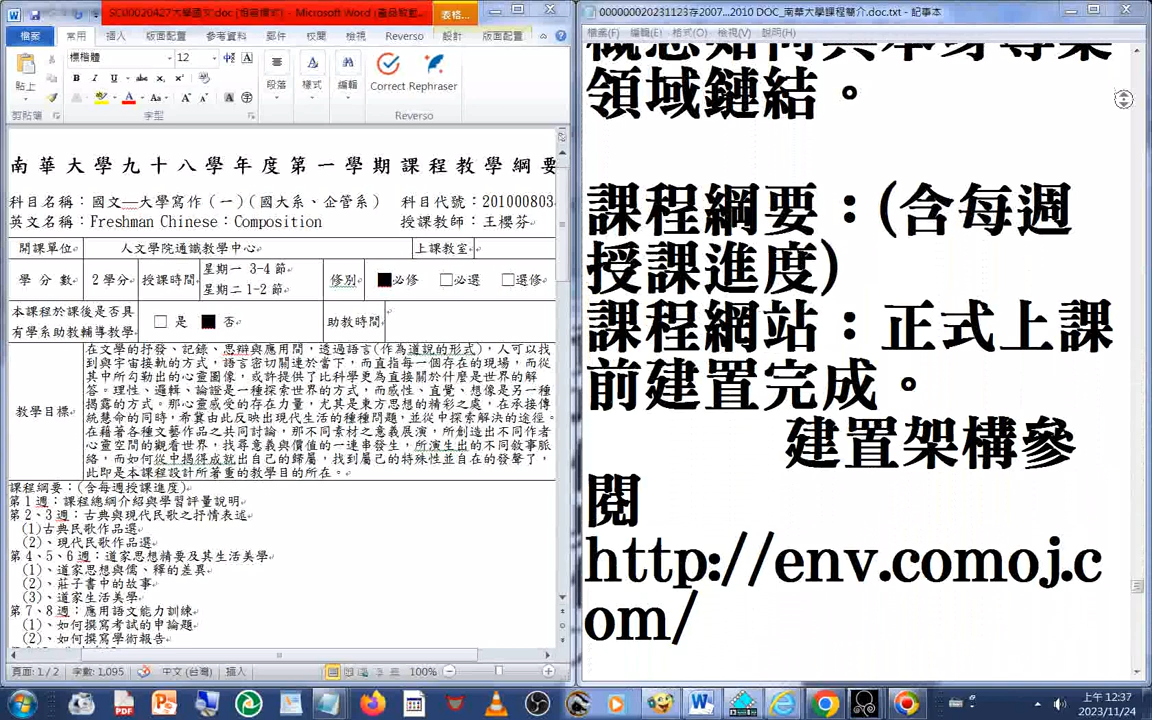 SC00020427大學國文.doc [相容模式] - Microsoft Word (產品啟動...
表格...
檔案 常用 插入 版面配置 參考資料 郵件 校閱 檢視 Reverso 設計 版面配置
標楷體 12
貼上 段落 樣式 編輯 Correct Rephraser
剪貼簿 字型 Reverso
南華大學九十八學年度第一學期課程教學綱要
科目名稱：國文—大學寫作(一)(國大系、企管系) 科目代號：201000803
英文名稱：Freshman Chinese：Composition 授課教師：王櫻芬
開課單位 人文學院通識教學中心 上課教室
學分數 2學分 授課時間 星期一 3-4節 修別 ■必修 □必選 □選修
星期二1-2節
本課程於課後是否具 □是 ■否 助教時間
有學系助教輔導教學
教學目標
在文學的抒發、記錄、思辯與應用間，透過語言(作為道說的形式)，人可以找
到與宇宙接軌的方式，語言密切關連於當下，而直指每一個存在的現場，而從
其中所勾勒出的心靈圖像，或許提供了比科學更為直接關於什麼是世界的解
答。理性、邏輯、論證是一種探索世界的方式，而感性、直覺、想像是另一種
揭露的方式。那心靈感受的存在力量，尤其是東方思想的精彩之處，在承接傳
統慧命的同時，希冀由此反映出現代生活的種種問題，並從中探索解決的途徑。
在藉著各種文藝作品之共同討論，那不同素材之意義展演，所創造出不同作者
心靈空間的觀看世界，找尋意義與價值的一連串發生，所演生出的不同敘事脈
絡，而如何從中揭得成就出自己的歸屬，找到屬己的特殊性並自在的發聲了，
此即是本課程設計所著重的教學目的所在。
課程綱要：(含每週授課進度)
第1週：課程總綱介紹與學習評量說明
第2、3週：古典與現代民歌之抒情表述
(1)古典民歌作品選
(2)、現代民歌作品選
第4、5、6週：道家思想精要及其生活美學
(1)、道家思想與儒、釋的差異
(2)、莊子書中的故事
(3)、道家生活美學
第7、8週：應用語文能力訓練
(1)、如何撰寫考試的申論題
(2)、如何撰寫學術報告
頁面：1/2 字數：1,095 中文(台灣) 插入 100%
000000020231123存2007...2010 DOC_南華大學課程簡介.doc.txt - 記事本
檔案(F) 編輯(E) 格式(O) 檢視(V) 說明(H)
概念如何與本身專業
領域鏈結。
課程綱要：(含每週
授課進度)
課程網站：正式上課
前建置完成。
建置架構參
閱
http://env.comoj.c
om/
上午 12:37
2023/11/24